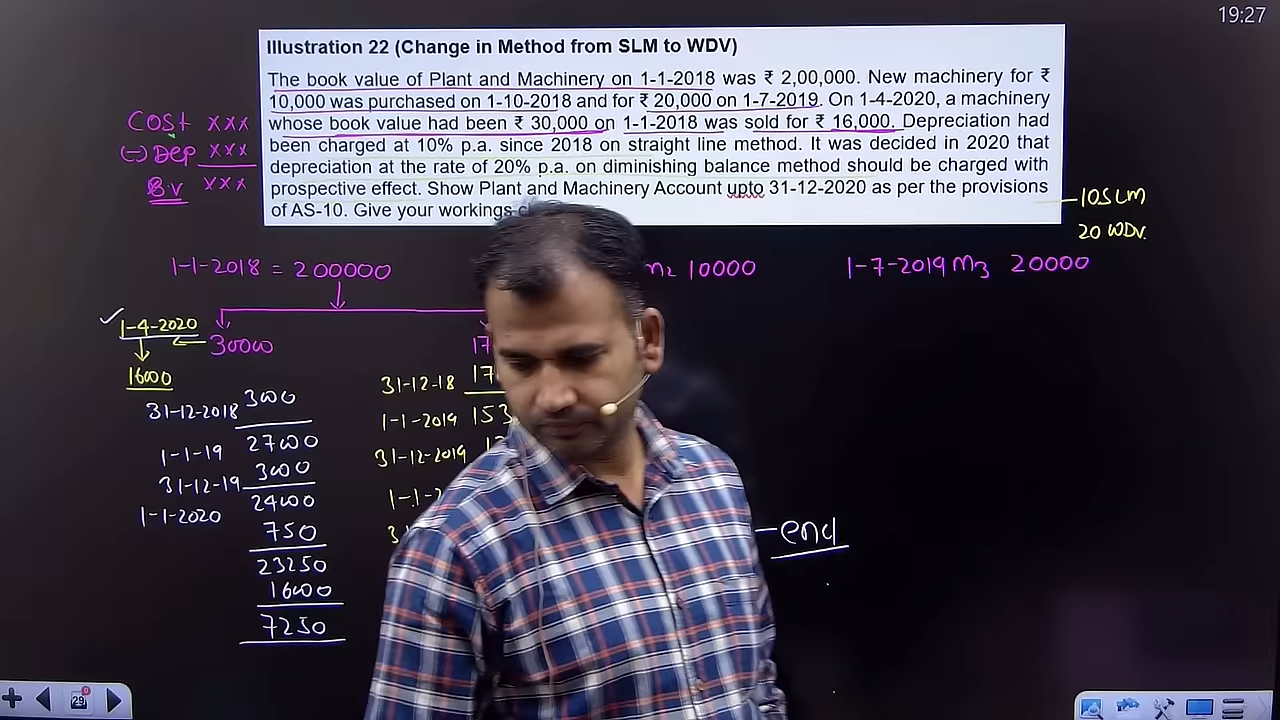 19:27
Illustration 22 (Change in Method from SLM to WDV)
The book value of Plant and Machinery on 1-1-2018 was ₹ 2,00,000. New machinery for ₹
10,000 was purchased on 1-10-2018 and for ₹ 20,000 on 1-7-2019. On 1-4-2020, a machinery
whose book value had been ₹ 30,000 on 1-1-2018 was sold for ₹ 16,000. Depreciation had
been charged at 10% p.a. since 2018 on straight line method. It was decided in 2020 that
depreciation at the rate of 20% p.a. on diminishing balance method should be charged with
prospective effect. Show Plant and Machinery Account upto 31-12-2020 as per the provisions
of AS-10. Give your workings
Cost xxx
(-) Dep xxx
B.V xxx
10 SLM
20 WDV.
1-1-2018 = 200000
10000
1-7-2019 M3 20000
1-4-2020
30000
16000
31-12-2018 3000
31-12-18
1-1-19 27000
1-1-2019
31-12-19 3000
31-12-2019
1-1-2020 24000
750
23250
16000
7250
end
29